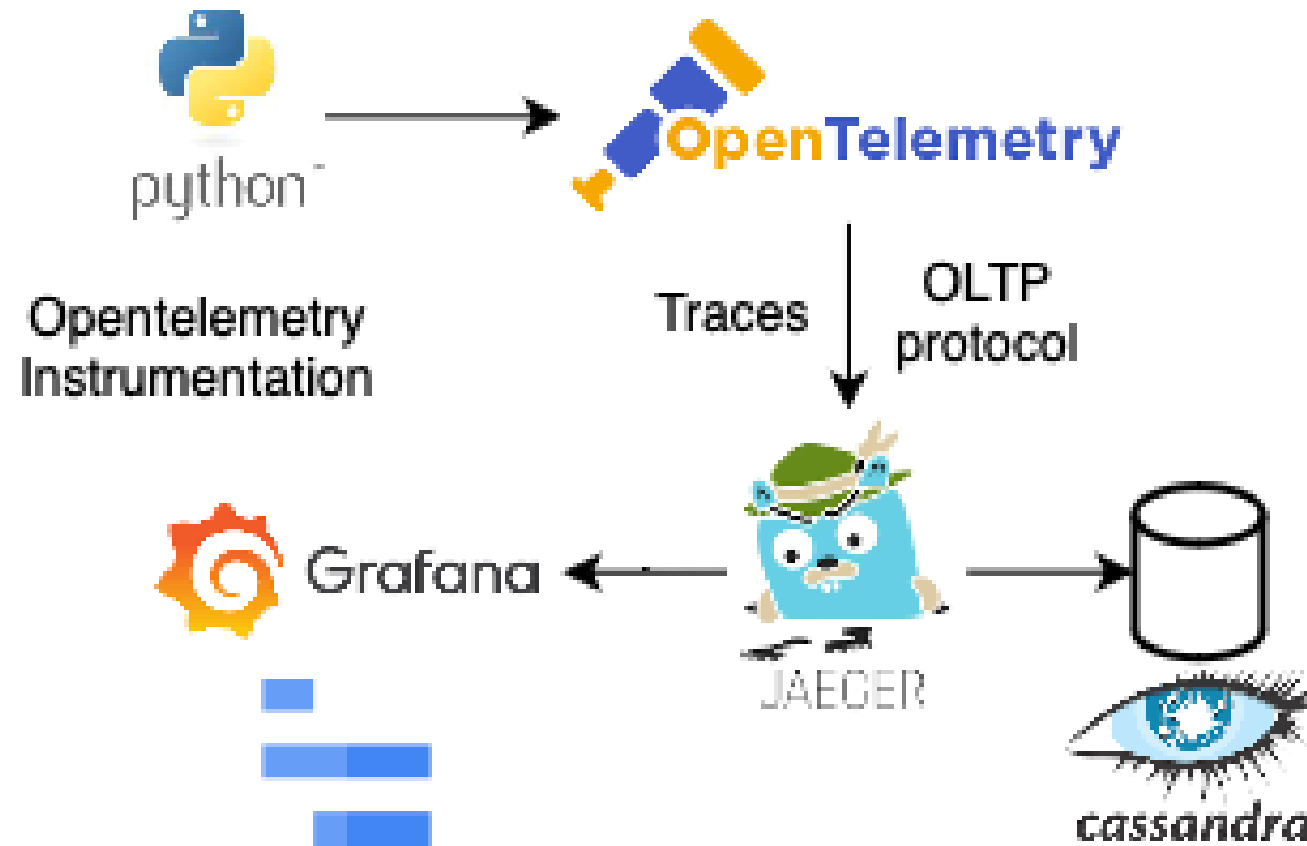 python
OpenTelemetry
Opentelemetry
Instrumentation
Traces
OLTP
protocol
Grafana
JAEGER
cassandra